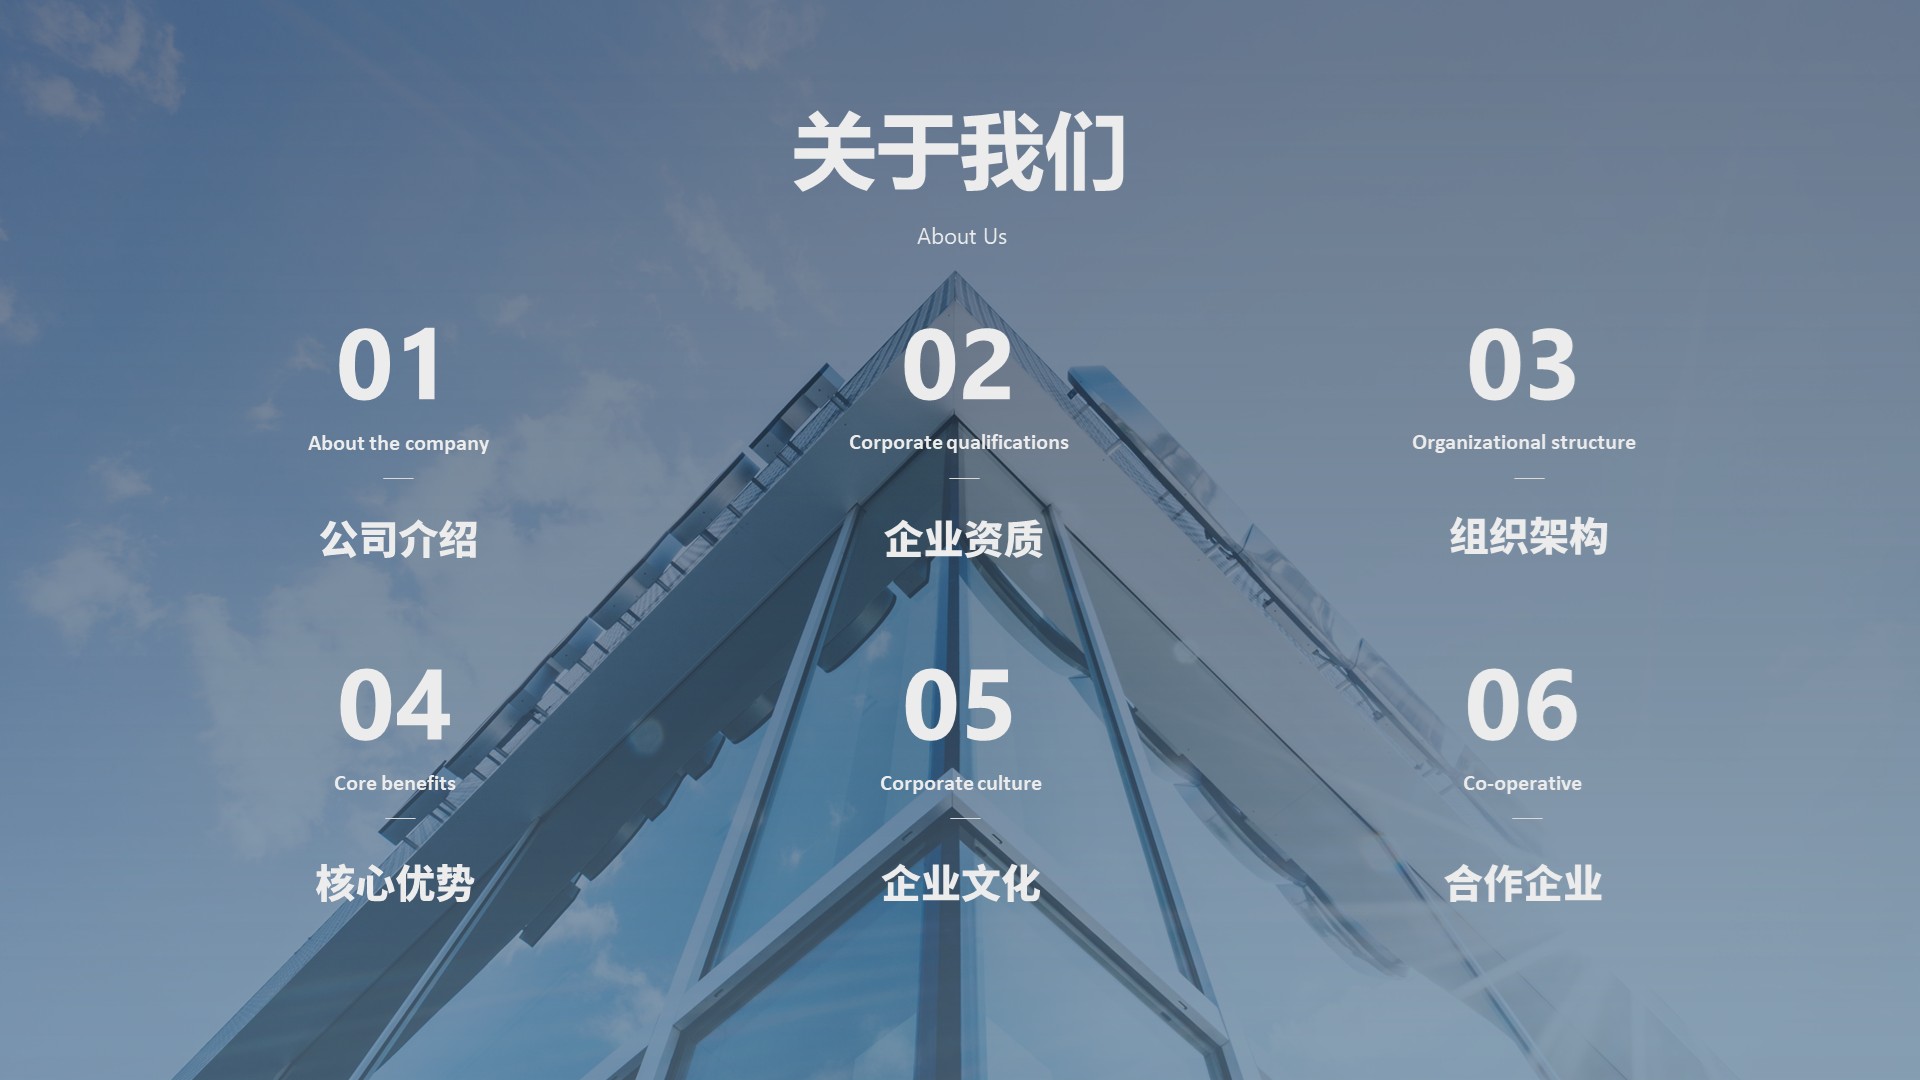 关于我们
About Us
01
About the company
公司介绍
02
Corporate qualifications
企业资质
03
Organizational structure
组织架构
04
Core benefits
核心优势
05
Corporate culture
企业文化
06
Co-operative
合作企业